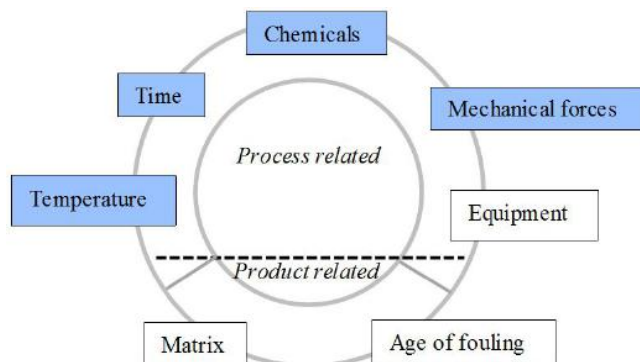 Chemicals
Time
Mechanical forces
Process related
Temperature
Equipment
Product related
Matrix
Age of fouling